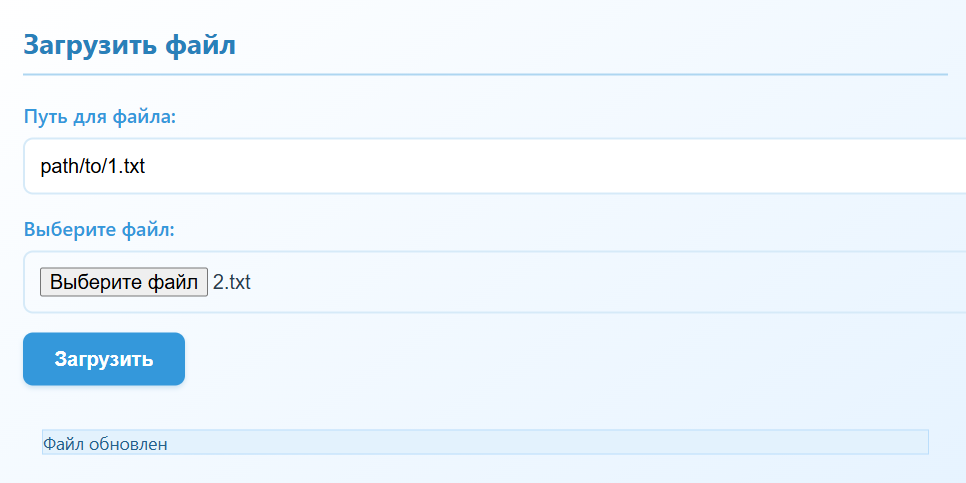 Загрузить файл
Путь для файла:
path/to/1.txt
Выберите файл:
Выберите файл 2.txt
Загрузить
Файл обновлен